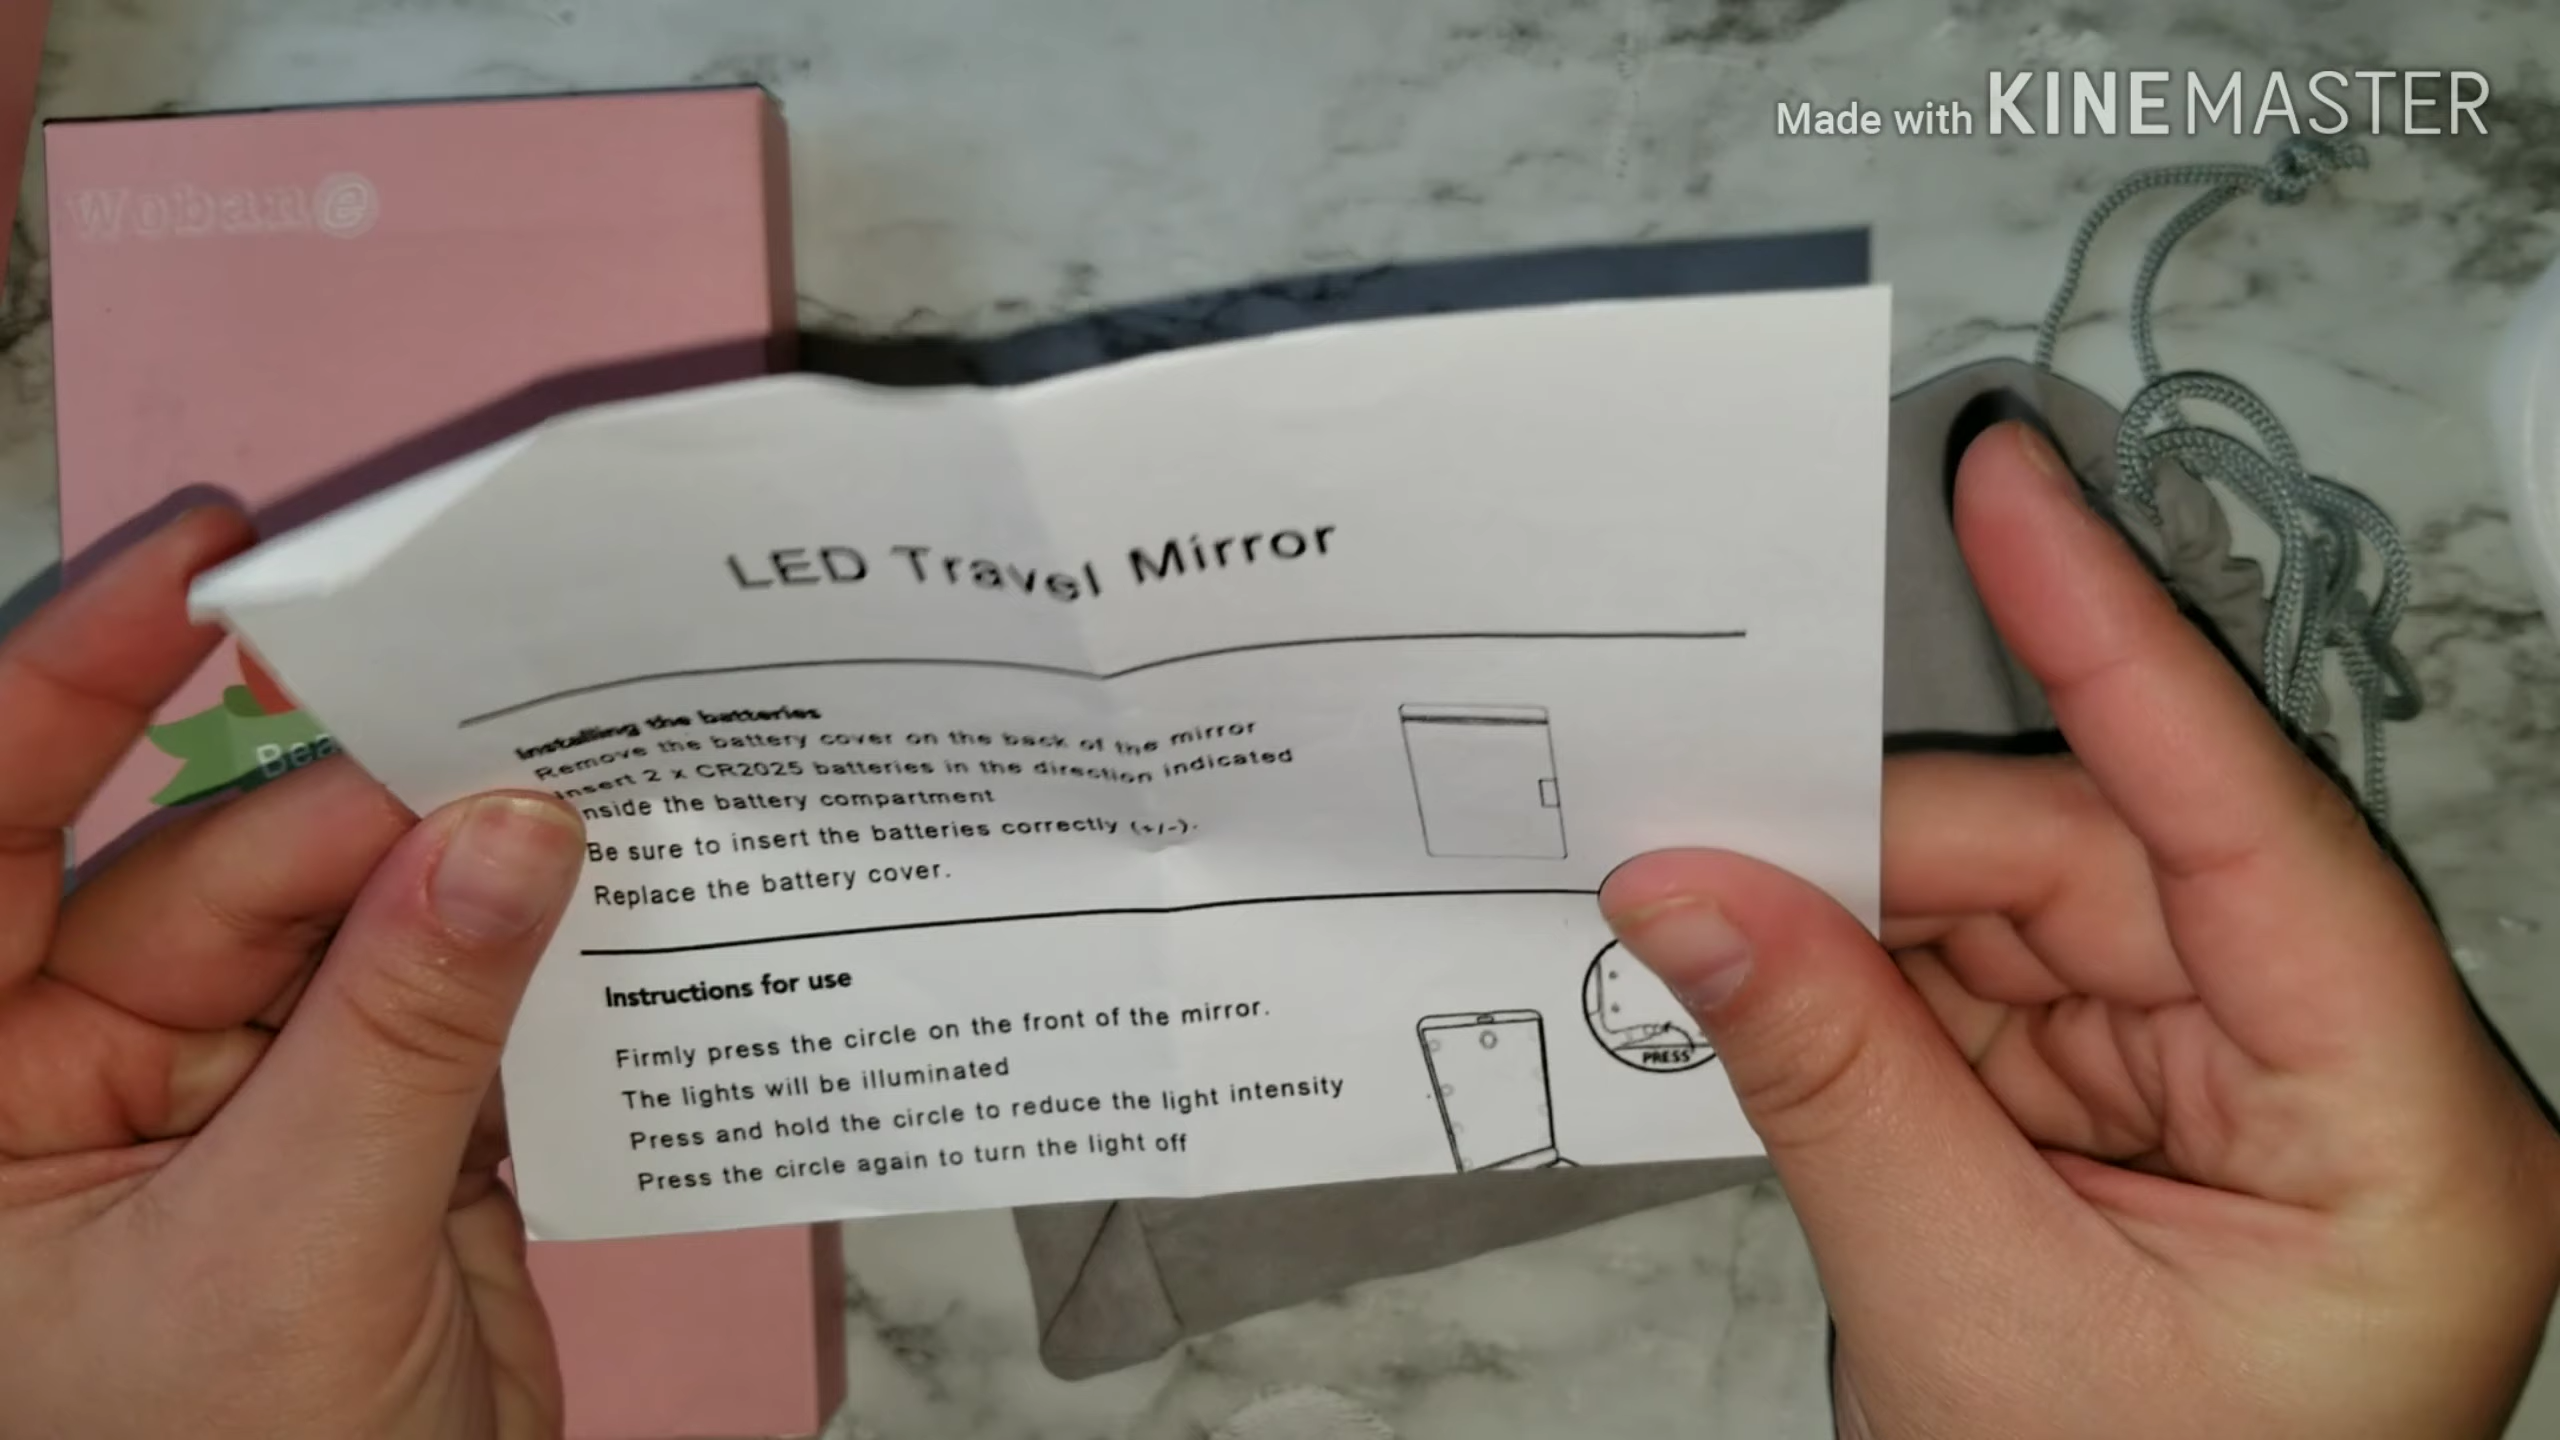 Made with KINEMASTER
Woban@
LED Travel Mirror
Installing the batteries
Remove the battery cover on the back of the mirror
Insert 2 x CR2025 batteries in the direction indicated
nside the battery compartment
Be sure to insert the batteries correctly (+/-).
Replace the battery cover.
Bea
Instructions for use
Firmly press the circle on the front of the mirror.
The lights will be illuminated
Press and hold the circle to reduce the light intensity
Press the circle again to turn the light off
PRESS